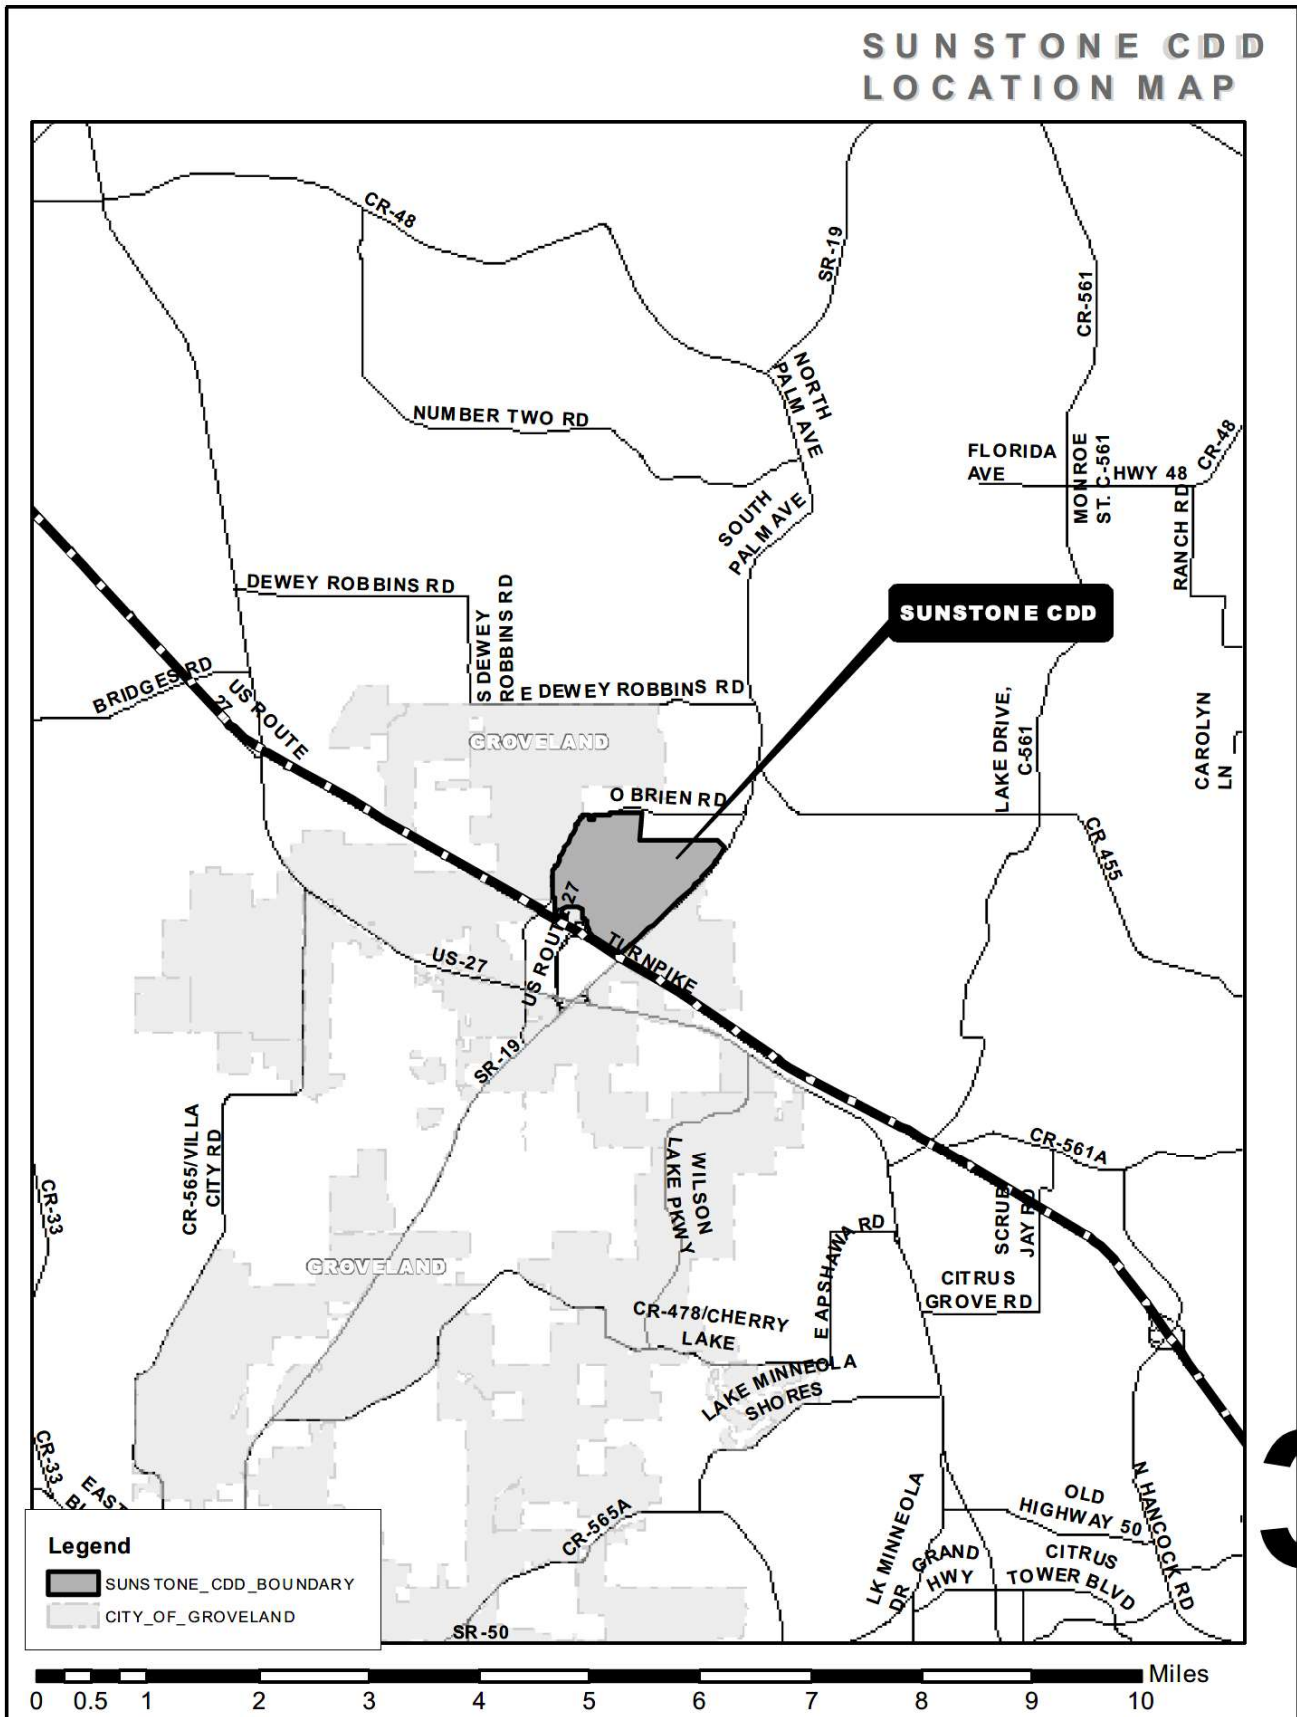 SUNSTONE CDD
LOCATION MAP
CR-48
SR-19
CR-561
NORTH
PALM AVE
NUMBER TWO RD
FLORIDA
AVE
MONROE
ST. C-561
HWY 48
CR-48
SOUTH
PALM AVE
RANCH RD
DEWEY ROBBINS RD
S DEWEY
ROBBINS RD
SUNSTONE CDD
BRIDGES RD
US ROUTE
27
E DEWEY ROBBINS RD
GROVELAND
LAKE DRIVE,
C-561
CAROLYN
LN
O BRIEN RD
CR 455
US ROUTE 27
US-27
TURNPIKE
SR-19
CR-565/VILLA
CITY RD
CR-33
WILSON
LAKE PKWY
CR-561A
SCRUB
JAY RD
E APSHAWA RD
GROVELAND
CITRUS
GROVE RD
CR-478/CHERRY
LAKE
LAKE MINNEOLA
SHORES
CR-33
EAST
CR-565A
LK MINNEOLA
DR
GRAND
HWY
OLD
HIGHWAY 50
CITRUS
TOWER BLVD
N HANCOCK RD
SR-50
Legend
SUNSTONE_CDD_BOUNDARY
CITY_OF_GROVELAND
Miles
0 0.5 1 2 3 4 5 6 7 8 9 10